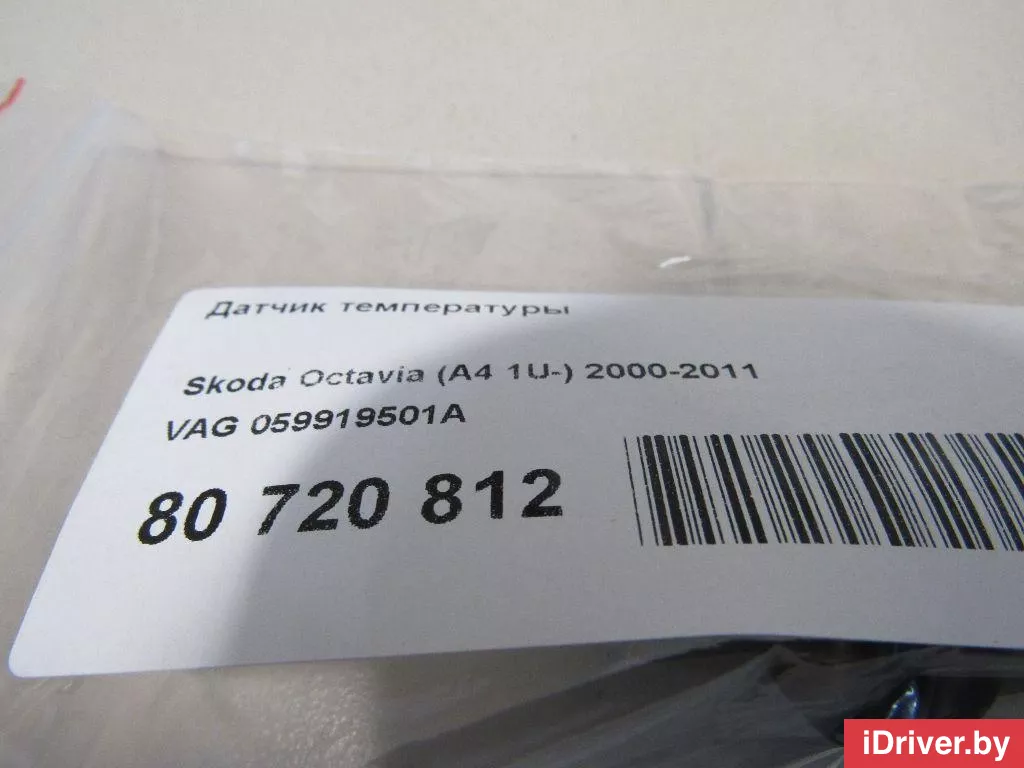 Датчик температуры
Skoda Octavia (A4 1U-) 2000-2011
VAG 059919501A
80 720 812
iDriver.by